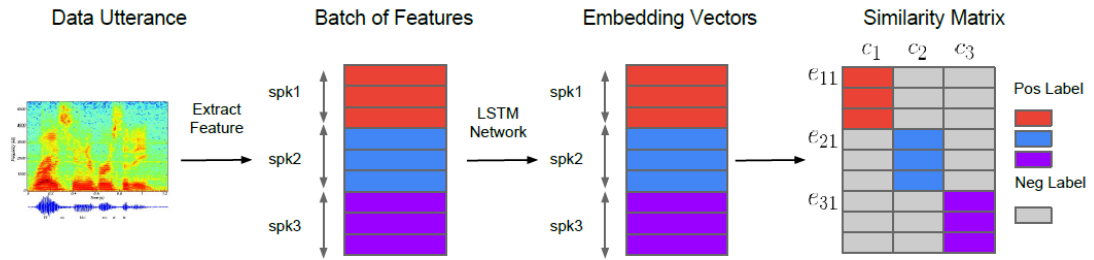 Data Utterance
Batch of Features
Embedding Vectors
Similarity Matrix
Extract
Feature
spk1
spk2
spk3
LSTM
Network
spk1
spk2
spk3
c1 c2 c3
e11
e21
e31
Pos Label
Neg Label